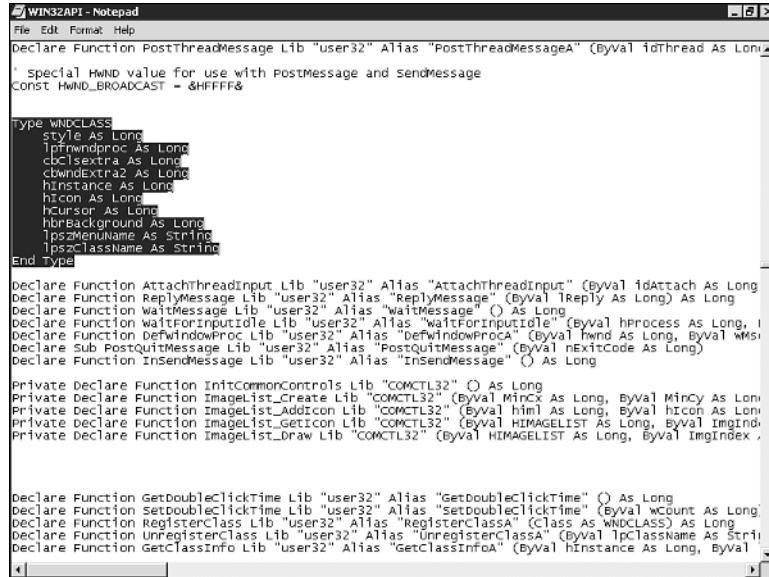 WIN32API - Notepad
File Edit Format Help
Declare Function PostThreadMessage Lib "user32" Alias "PostThreadMessageA" (ByVal idThread As Long
' Special HWND value for use with PostMessage and SendMessage
Const HWND_BROADCAST = &HFFFF&
Type WNDCLASS
style As Long
lpfnwndproc As Long
cbClsextra As Long
cbWndExtra2 As Long
hInstance As Long
hIcon As Long
hCursor As Long
hbrBackground As Long
lpszMenuName As String
lpszClassName As String
End Type
Declare Function AttachThreadInput Lib "user32" Alias "AttachThreadInput" (ByVal idAttach As Long
Declare Function ReplyMessage Lib "user32" Alias "ReplyMessage" (ByVal lReply As Long) As Long
Declare Function WaitMessage Lib "user32" Alias "WaitMessage" () As Long
Declare Function WaitForInputIdle Lib "user32" Alias "WaitForInputIdle" (ByVal hProcess As Long,
Declare Function DefWindowProc Lib "user32" Alias "DefWindowProcA" (ByVal hwnd As Long, ByVal wMs
Declare Sub PostQuitMessage Lib "user32" Alias "PostQuitMessage" (ByVal nExitCode As Long)
Declare Function InSendMessage Lib "user32" Alias "InSendMessage" () As Long
Private Declare Function InitCommonControls Lib "COMCTL32" () As Long
Private Declare Function ImageList_Create Lib "COMCTL32" (ByVal MinCx As Long, ByVal MinCy As Lon
Private Declare Function ImageList_AddIcon Lib "COMCTL32" (ByVal himl As Long, ByVal hIcon As Lon
Private Declare Function ImageList_GetIcon Lib "COMCTL32" (ByVal HIMAGELIST As Long, ByVal ImgInd
Private Declare Function ImageList_Draw Lib "COMCTL32" (ByVal HIMAGELIST As Long, ByVal ImgIndex
Declare Function GetDoubleClickTime Lib "user32" Alias "GetDoubleClickTime" () As Long
Declare Function SetDoubleClickTime Lib "user32" Alias "SetDoubleClickTime" (ByVal wCount As Long)
Declare Function RegisterClass Lib "user32" Alias "RegisterClassA" (Class As WNDCLASS) As Long
Declare Function UnregisterClass Lib "user32" Alias "UnregisterClassA" (ByVal lpClassName As Stri
Declare Function GetClassInfo Lib "user32" Alias "GetClassInfoA" (ByVal hInstance As Long, ByVal